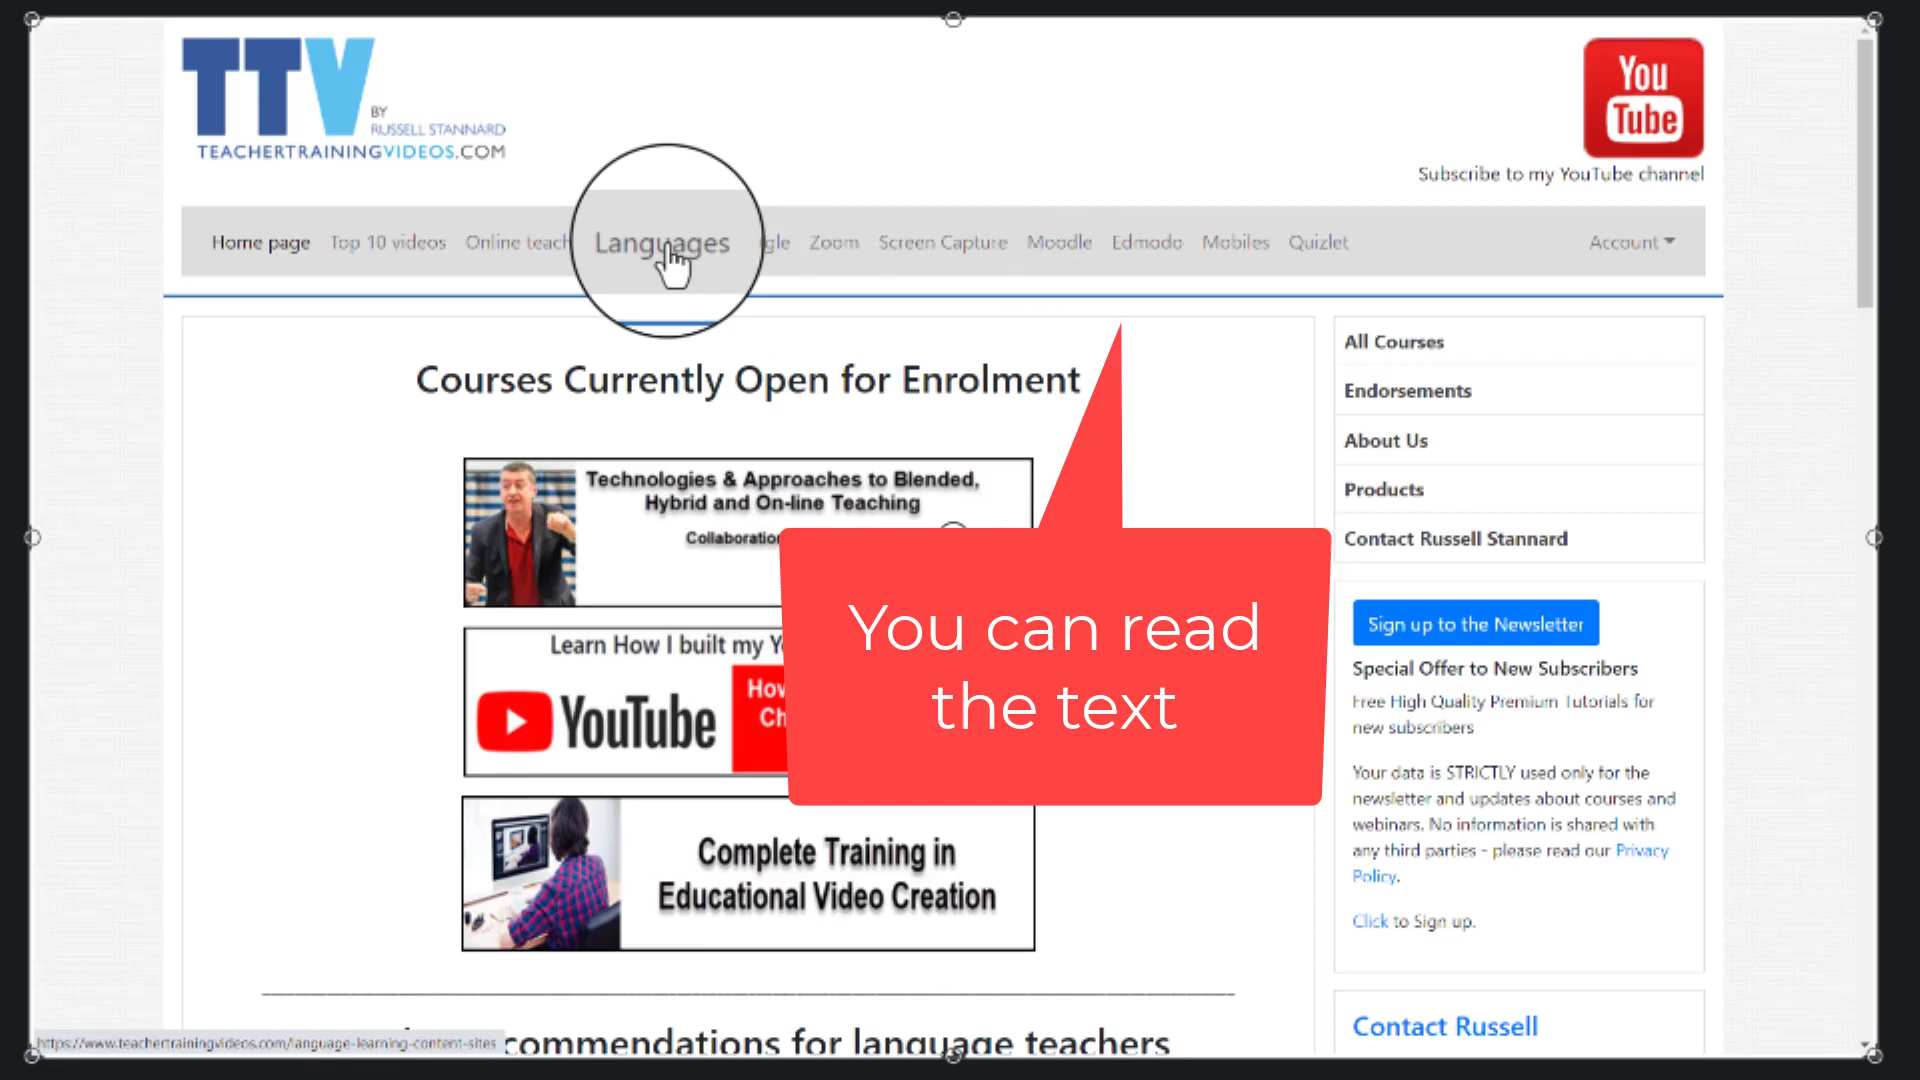 TTV
BY
RUSSELL STANNARD
TEACHERTRAININGVIDEOS.COM
You
Tube
Subscribe to my YouTube channel
Home page Top 10 videos Online teach Languages gle Zoom Screen Capture Moodle Edmodo Mobiles Quizlet Account
Courses Currently Open for Enrolment
Technologies & Approaches to Blended,
Hybrid and On-line Teaching
Collaboration
Learn How I built my Y
YouTube
How
Ch
Complete Training in
Educational Video Creation
You can read
the text
All Courses
Endorsements
About Us
Products
Contact Russell Stannard
Sign up to the Newsletter
Special Offer to New Subscribers
Free High Quality Premium Tutorials for
new subscribers
Your data is STRICTLY used only for the
newsletter and updates about courses and
webinars. No information is shared with
any third parties - please read our Privacy
Policy.
Click to Sign up.
Contact Russell
commendations for language teachers
https://www.teachertrainingvideos.com/language-learning-content-sites